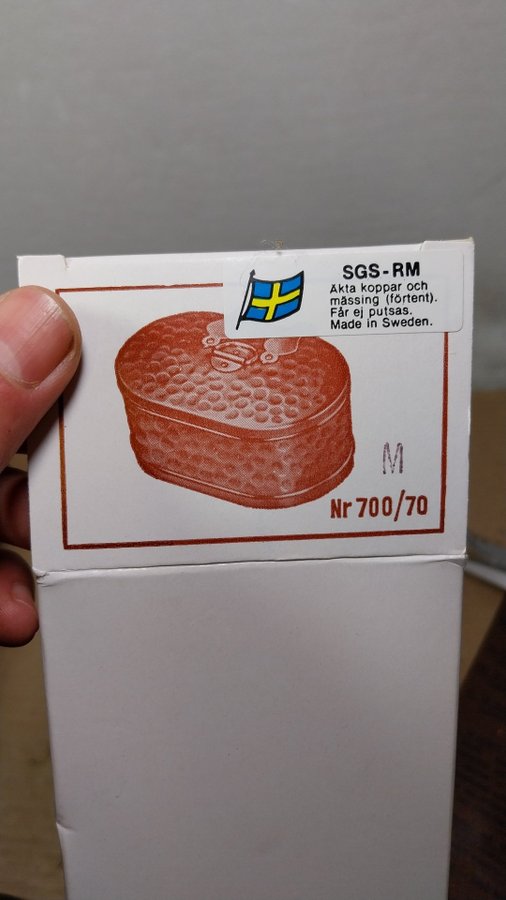 SGS-RM
Äkta koppar och
mässing (förtent).
Får ej putsas.
Made in Sweden.
M
Nr 700/70